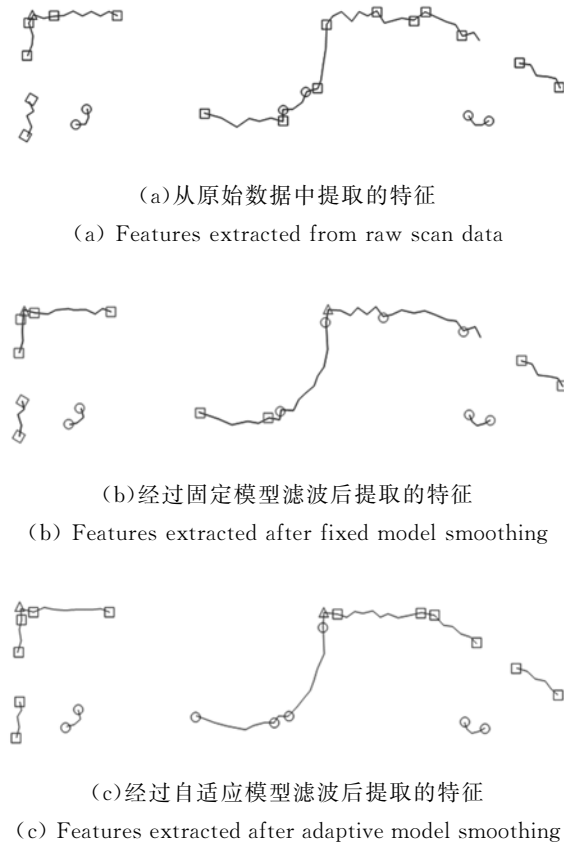 (a)从原始数据中提取的特征
(a) Features extracted from raw scan data
(b)经过固定模型滤波后提取的特征
(b) Features extracted after fixed model smoothing
(c)经过自适应模型滤波后提取的特征
(c) Features extracted after adaptive model smoothing